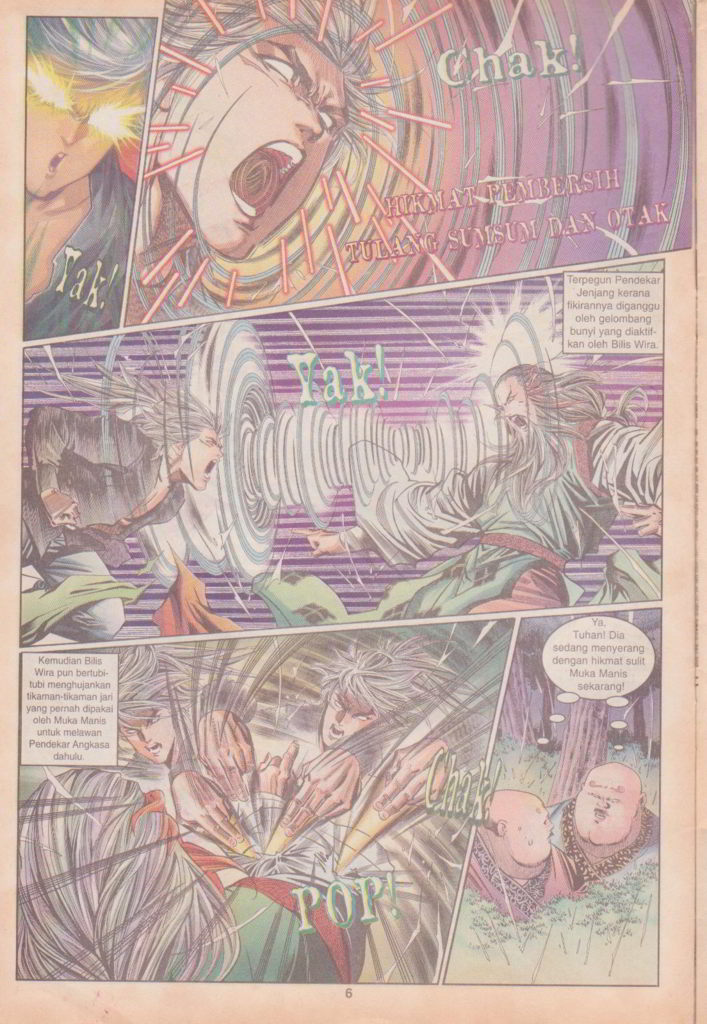 Chak!
Yak!
HIKMAT PEMBERSIH
TULANG SUMSUM DAN OTAK
Terpegun Pendekar
Jenjang kerana
fikirannya diganggu
oleh gelombang
bunyi yang diaktif-
kan oleh Bilis Wira.
Yak!
Kemudian Bilis
Wira pun bertubi-
tubi menghujankan
tikaman-tikaman jari
yang pernah dipakai
oleh Muka Manis
untuk melawan
Pendekar Angkasa
dahulu.
Chak!
POP!
Ya,
Tuhan! Dia
sedang menyerang
dengan hikmat sulit
Muka Manis
sekarang!
6